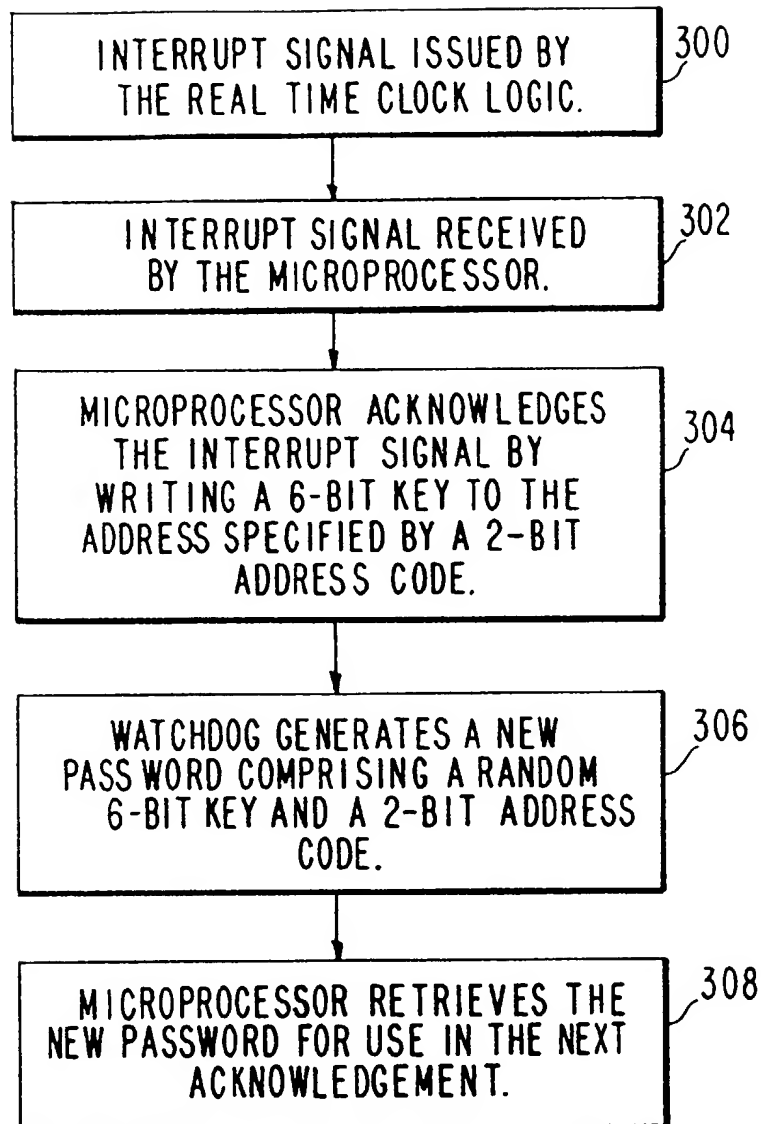 INTERRUPT SIGNAL ISSUED BY
THE REAL TIME CLOCK LOGIC.
300
INTERRUPT SIGNAL RECEIVED
BY THE MICROPROCESSOR.
302
MICROPROCESSOR ACKNOWLEDGES
THE INTERRUPT SIGNAL BY
WRITING A 6-BIT KEY TO THE
ADDRESS SPECIFIED BY A 2-BIT
ADDRESS CODE.
304
WATCHDOG GENERATES A NEW
PASSWORD COMPRISING A RANDOM
6-BIT KEY AND A 2-BIT ADDRESS
CODE.
306
MICROPROCESSOR RETRIEVES THE
NEW PASSWORD FOR USE IN THE NEXT
ACKNOWLEDGEMENT.
308